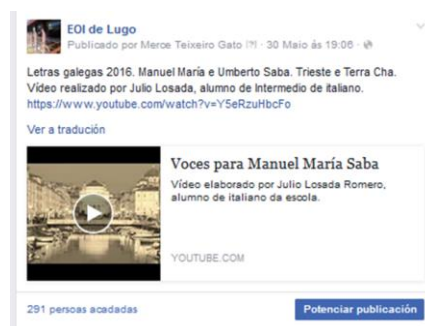 EOI de Lugo
Publicado por Merce Teixeiro Gato [?] · 30 Maio ás 19:06 ·
Letras galegas 2016. Manuel María e Umberto Saba. Trieste e Terra Cha.
Vídeo realizado por Julio Losada, alumno de Intermedio de italiano.
https://www.youtube.com/watch?v=Y5eRzuHbcFo
Ver a tradución
Voces para Manuel María Saba
Vídeo elaborado por Julio Losada Romero,
alumno de italiano da escola.
YOUTUBE.COM
291 persoas acadadas
Potenciar publicación